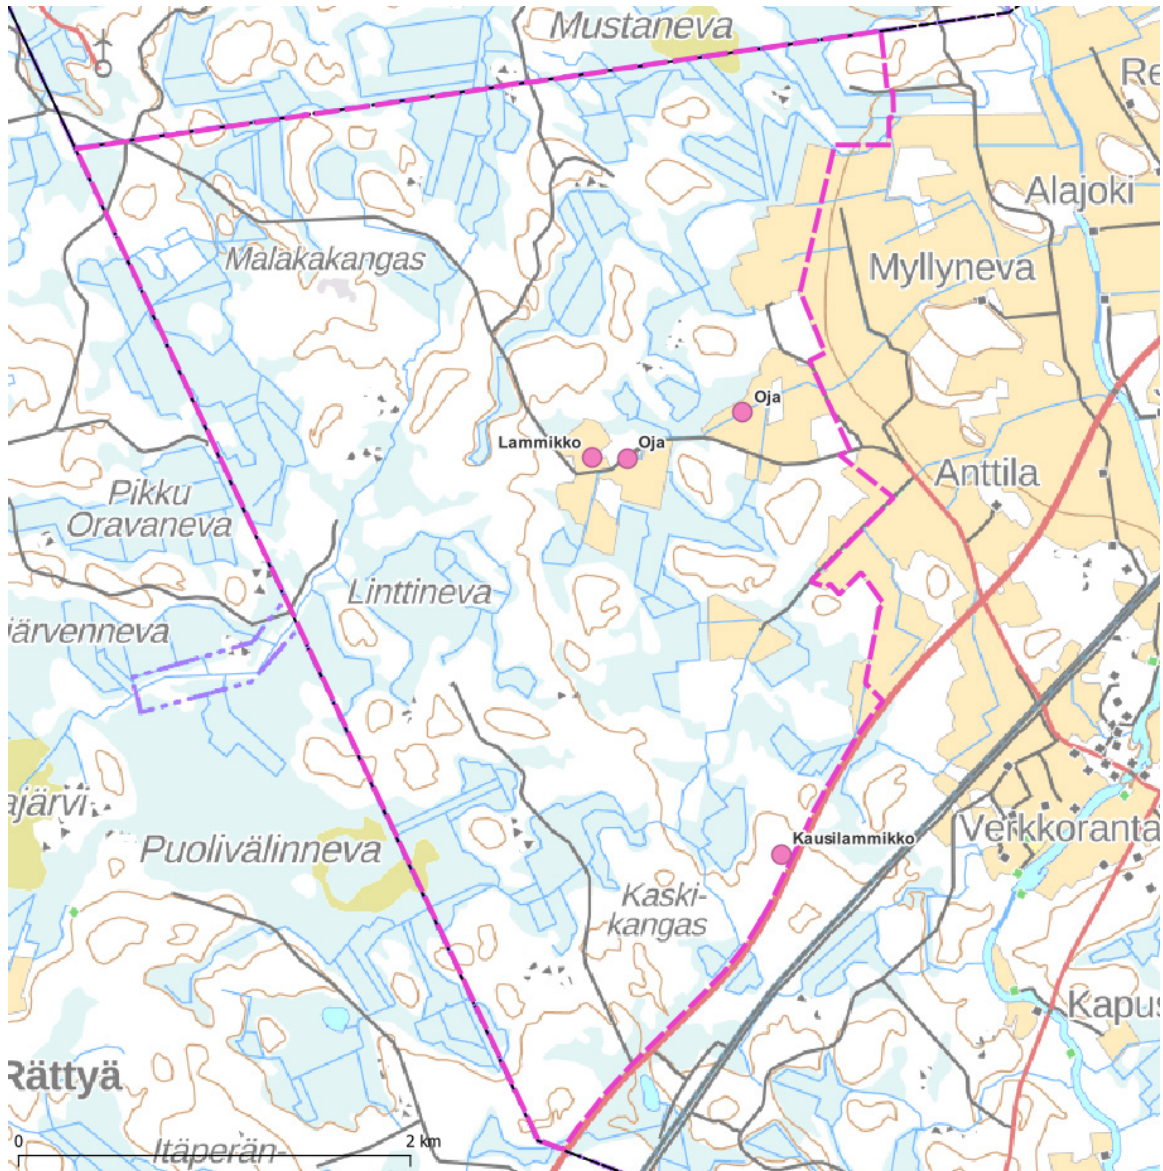 Mustaneva
Re
Alajoki
Maläkakangas
Myllyneva
Oja
Lammikko
Oja
Anttila
Pikku
Oravaneva
Linttineva
järvenneva
ajärvi
Puolivälinneva
Verkkoranta
Kausilammikko
Kaski-
kangas
Kapus
Rättyä
0
2 km
Itäperän-